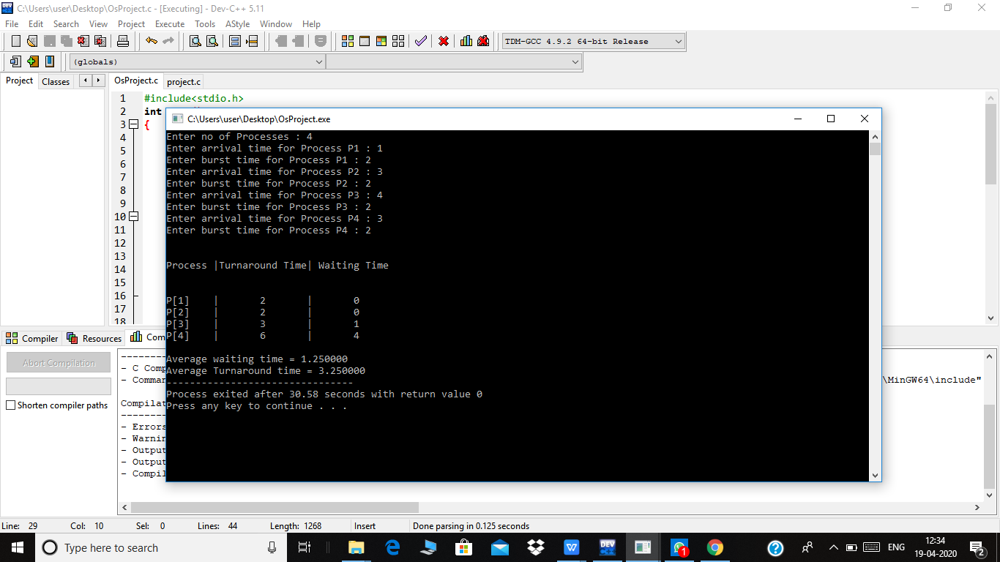 C:\Users\user\Desktop\OsProject.c - [Executing] - Dev-C++ 5.11
File Edit Search View Project Execute Tools AStyle Window Help
TDM-GCC 4.9.2 64-bit Release
(globals)
Project Classes OsProject.c project.c
1 #include<stdio.h>
2 int
3 {
4
5
6
7
8
9
10
11
12
13
14
15
16
17
18
C:\Users\user\Desktop\OsProject.exe
Enter no of Processes : 4
Enter arrival time for Process P1 : 1
Enter burst time for Process P1 : 2
Enter arrival time for Process P2 : 3
Enter burst time for Process P2 : 2
Enter arrival time for Process P3 : 4
Enter burst time for Process P3 : 2
Enter arrival time for Process P4 : 3
Enter burst time for Process P4 : 2
Process |Turnaround Time| Waiting Time
P[1] | 2 | 0
P[2] | 2 | 0
P[3] | 3 | 1
P[4] | 6 | 4
Average waiting time = 1.250000
Average Turnaround time = 3.250000
--------------------------------
Process exited after 30.58 seconds with return value 0
Press any key to continue . . .
Compiler Resources Com
Abort Compilation
Shorten compiler paths
--------
- C Comp
- Comman
\MinGW64\include"
Compilat
--------
- Errors
- Warnin
- Output
- Output
- Compil
Line: 29 Col: 10 Sel: 0 Lines: 44 Length: 1268 Insert Done parsing in 0.125 seconds
Type here to search
DEV
1
ENG
12:34
19-04-2020
2